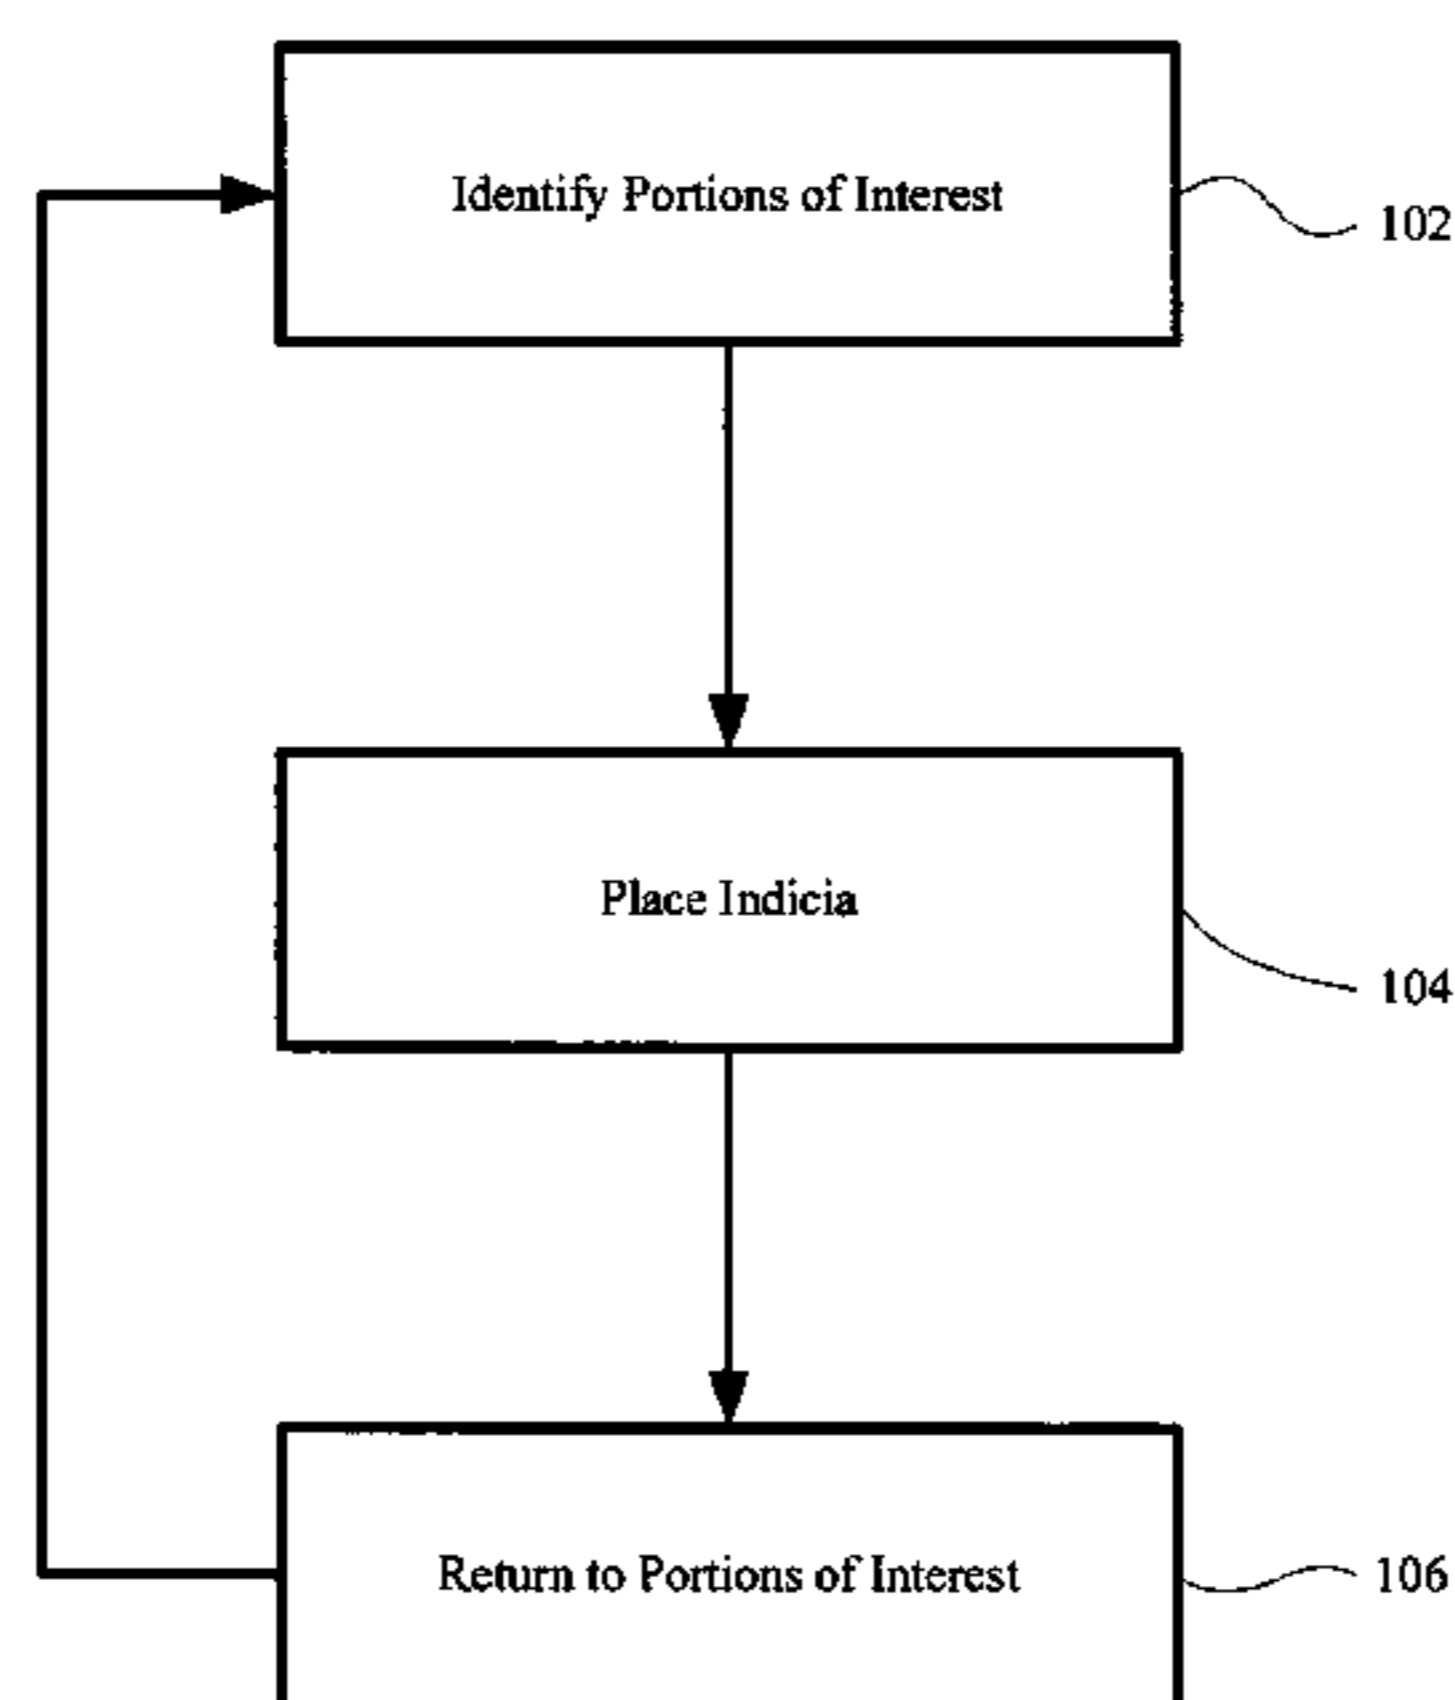 Identify Portions of Interest
102
Place Indicia
104
Return to Portions of Interest
106